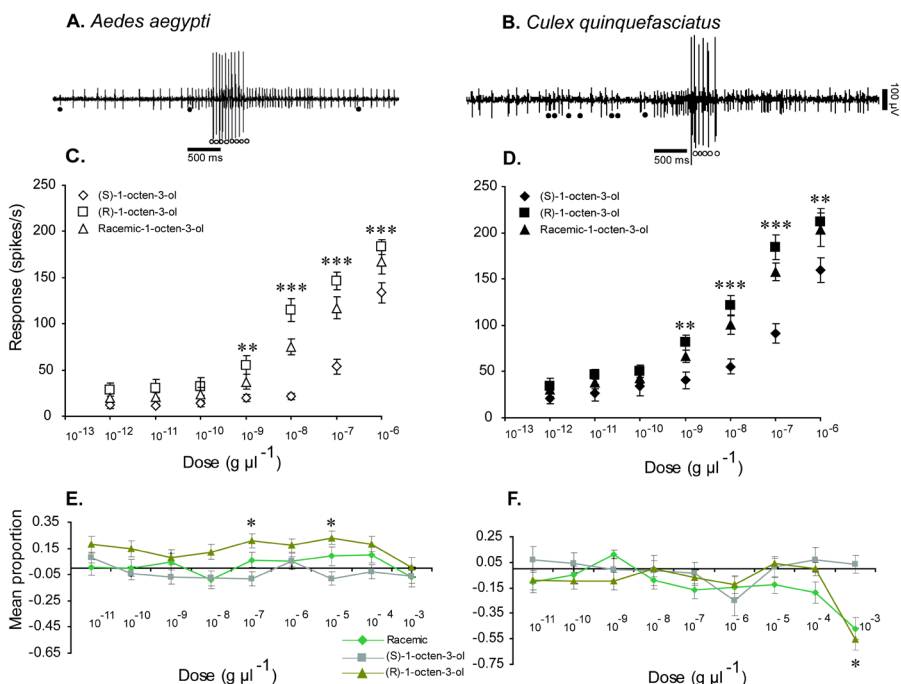 A. Aedes aegypti
B. Culex quinquefasciatus
100 µV
500 ms
500 ms
C.
(S)-1-octen-3-ol
(R)-1-octen-3-ol
Racemic-1-octen-3-ol
Response (spikes/s)
250
200
150
100
50
0
** *** *** ***
10-13 10-12 10-11 10-10 10-9 10-8 10-7 10-6
Dose (g µl-1)
D.
(S)-1-octen-3-ol
(R)-1-octen-3-ol
Racemic-1-octen-3-ol
250
200
150
100
50
0
** *** *** **
10-13 10-12 10-11 10-10 10-9 10-8 10-7 10-6
Dose (g µl-1)
E.
Mean proportion
0.35
0.15
-0.05
-0.25
-0.45
-0.65
* *
10-11 10-10 10-9 10-8 10-7 10-6 10-5 10-4 10-3
Dose (g µl-1)
Racemic
(S)-1-octen-3-ol
(R)-1-octen-3-ol
F.
0.25
0.05
-0.15
-0.35
-0.55
-0.75
10-11 10-10 10-9 10-8 10-7 10-6 10-5 10-4 10-3
*
Dose (g µl-1)